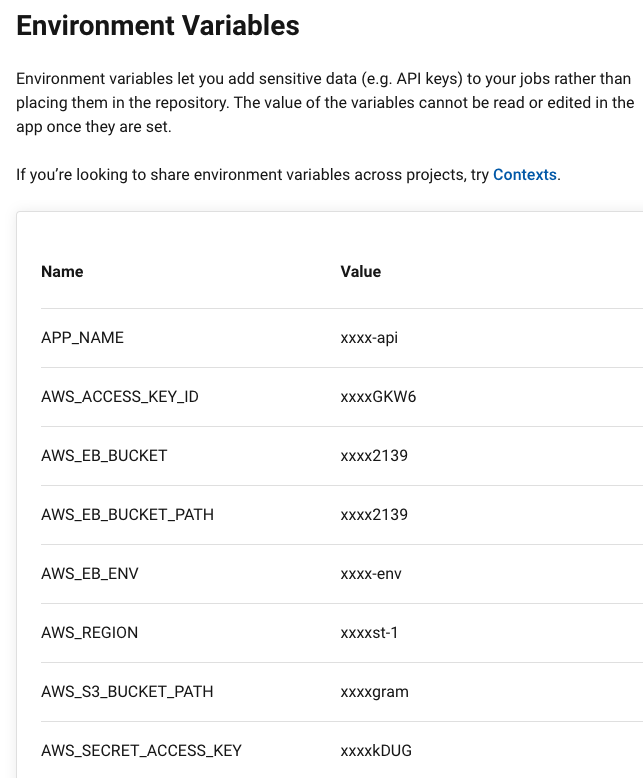 Environment Variables
Environment variables let you add sensitive data (e.g. API keys) to your jobs rather than
placing them in the repository. The value of the variables cannot be read or edited in the
app once they are set.
If you’re looking to share environment variables across projects, try Contexts.
Name Value
APP_NAME xxxx-api
AWS_ACCESS_KEY_ID xxxxGKW6
AWS_EB_BUCKET xxxx2139
AWS_EB_BUCKET_PATH xxxx2139
AWS_EB_ENV xxxx-env
AWS_REGION xxxxst-1
AWS_S3_BUCKET_PATH xxxxgram
AWS_SECRET_ACCESS_KEY xxxxkDUG